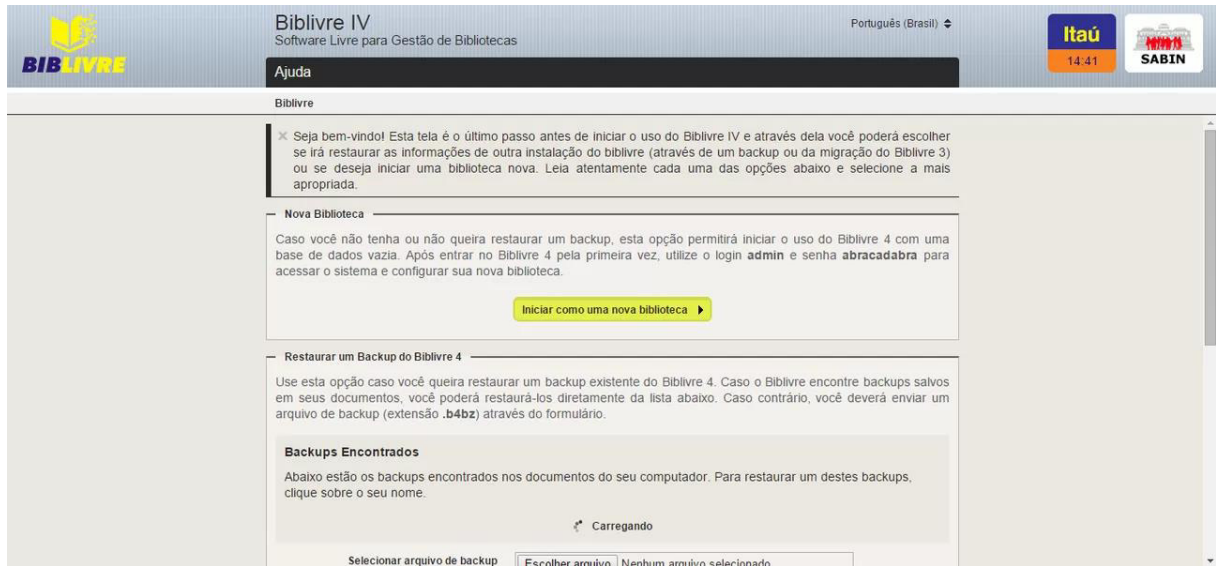 BIBLIVRE
Biblivre IV
Software Livre para Gestão de Bibliotecas
Português (Brasil)
Ajuda
Itaú
14:41
SABIN
Biblivre
× Seja bem-vindo! Esta tela é o último passo antes de iniciar o uso do Biblivre IV e através dela você poderá escolher
se irá restaurar as informações de outra instalação do biblivre (através de um backup ou da migração do Biblivre 3)
ou se deseja iniciar uma biblioteca nova. Leia atentamente cada uma das opções abaixo e selecione a mais
apropriada.
Nova Biblioteca
Caso você não tenha ou não queira restaurar um backup, esta opção permitirá iniciar o uso do Biblivre 4 com uma
base de dados vazia. Após entrar no Biblivre 4 pela primeira vez, utilize o login admin e senha abracadabra para
acessar o sistema e configurar sua nova biblioteca.
Iniciar como uma nova biblioteca
Restaurar um Backup do Biblivre 4
Use esta opção caso você queira restaurar um backup existente do Biblivre 4. Caso o Biblivre encontre backups salvos
em seus documentos, você poderá restaurá-los diretamente da lista abaixo. Caso contrário, você deverá enviar um
arquivo de backup (extensão .b4bz) através do formulário.
Backups Encontrados
Abaixo estão os backups encontrados nos documentos do seu computador. Para restaurar um destes backups,
clique sobre o seu nome.
Carregando
Selecionar arquivo de backup Escolher arquivo Nenhum arquivo selecionado